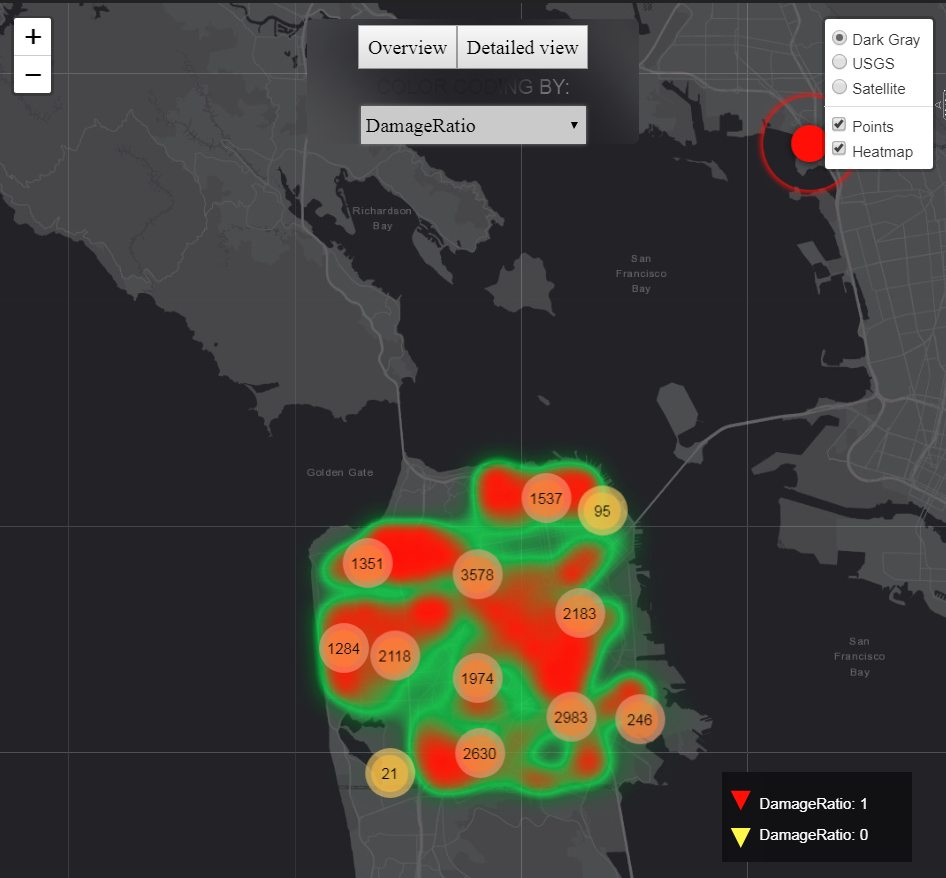 +
−
Overview
Detailed view
COLOR CODING BY:
DamageRatio
Dark Gray
USGS
Satellite
Points
Heatmap
Richardson
Bay
San
Francisco
Bay
Golden Gate
1537
95
1351
3578
2183
1284
2118
1974
2983
246
2630
21
San
Francisco
Bay
DamageRatio: 1
DamageRatio: 0